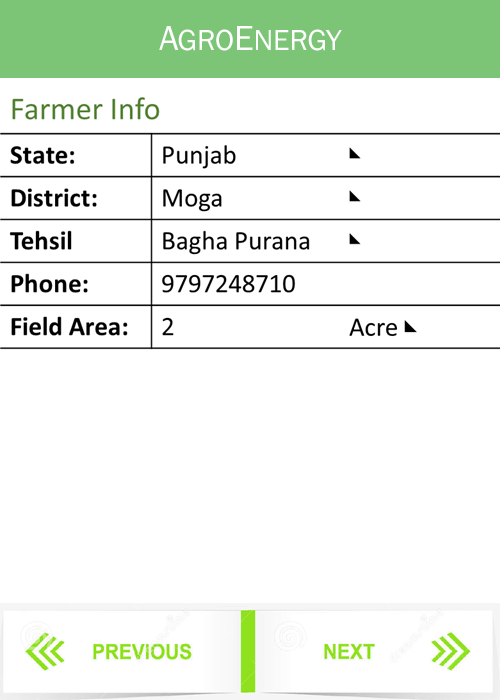 AGROENERGY
Farmer Info
State: Punjab
District: Moga
Tehsil Bagha Purana
Phone: 9797248710
Field Area: 2 Acre
PREVIOUS NEXT